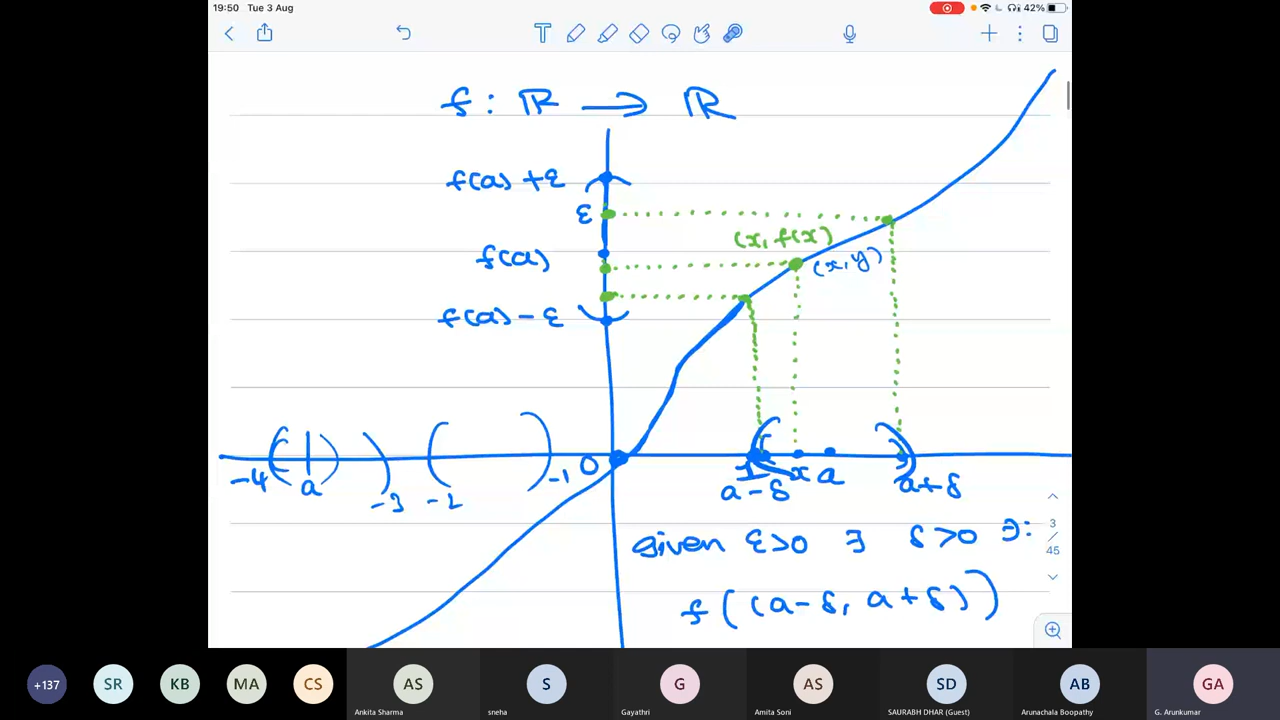 19:50 Tue 3 Aug
42%
T
f : ℝ ⟶ ℝ
f(a) + ε
ε
(x, f(x))
f(a)
(x, y)
f(a) - ε
-4 a -3 -2 -1 0 a-δ x a a+δ
given ε>0 ∃ δ>0 ∋:
f((a-δ, a+δ))
3
/
45
+137 SR KB MA CS AS S G AS SD AB GA
Ankita Sharma sneha Gayathri Amita Soni SAURABH DHAR (Guest) Arunachala Boopathy G. Arunkumar